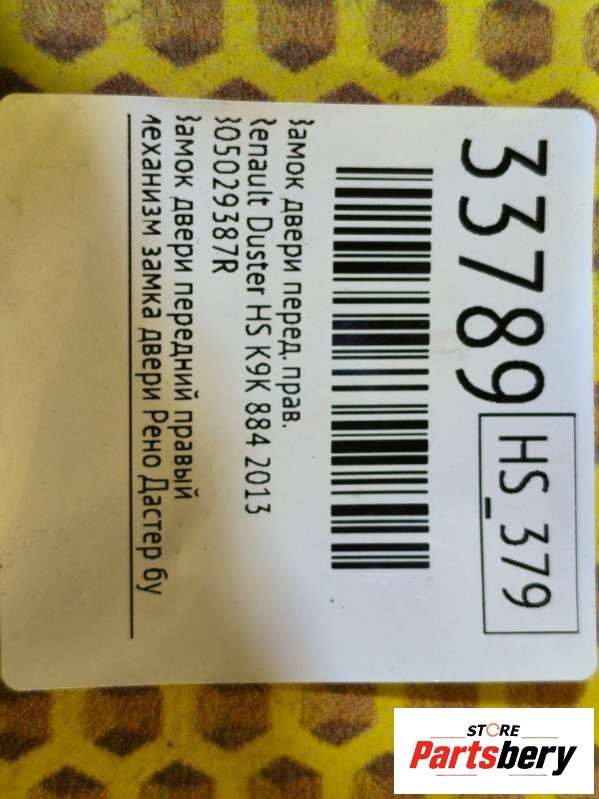 33789 HS_379
Замок двери перед. прав.
Renault Duster HS K9K 884 2013
805029387R
Замок двери передний правый
механизм замка двери Рено Дастер бу
STORE
Partsbery